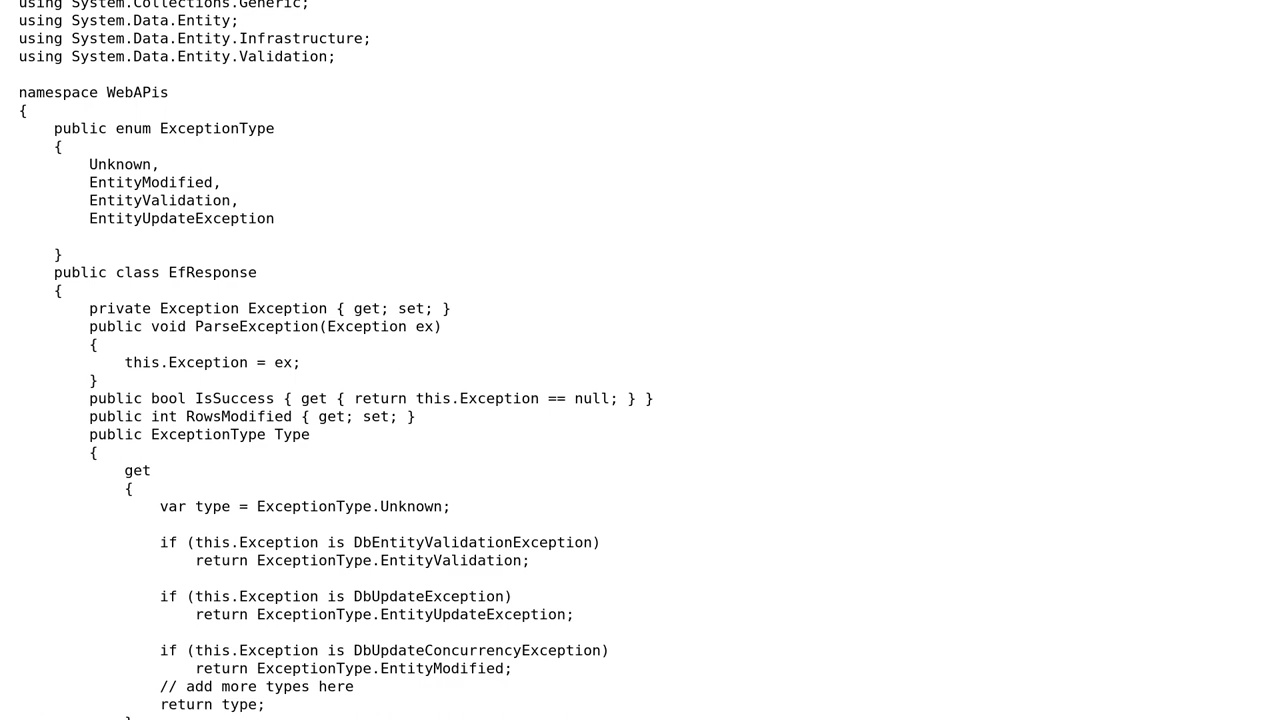 using System.Collections.Generic;
using System.Data.Entity;
using System.Data.Entity.Infrastructure;
using System.Data.Entity.Validation;

namespace WebAPis
{
    public enum ExceptionType
    {
        Unknown,
        EntityModified,
        EntityValidation,
        EntityUpdateException

    }
    public class EfResponse
    {
        private Exception Exception { get; set; }
        public void ParseException(Exception ex)
        {
            this.Exception = ex;
        }
        public bool IsSuccess { get { return this.Exception == null; } }
        public int RowsModified { get; set; }
        public ExceptionType Type
        {
            get
            {
                var type = ExceptionType.Unknown;

                if (this.Exception is DbEntityValidationException)
                    return ExceptionType.EntityValidation;

                if (this.Exception is DbUpdateException)
                    return ExceptionType.EntityUpdateException;

                if (this.Exception is DbUpdateConcurrencyException)
                    return ExceptionType.EntityModified;
                // add more types here
                return type;
            }